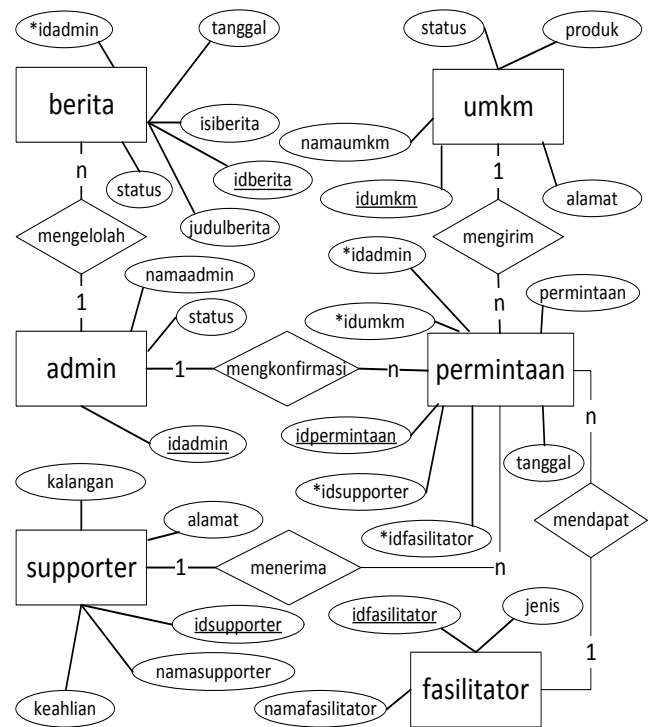 *idadmin
tanggal
berita
isiberita
idberita
judulberita
status
n
mengelolah
1
status
produk
umkm
namaumkm
idumkm
alamat
1
mengirim
n
namaadmin
status
admin
idadmin
1
mengkonfirmasi
n
*idadmin
*idumkm
permintaan
permintaan
idpermintaan
*idsupporter
*idfasilitator
tanggal
n
mendapat
1
kalangan
alamat
supporter
1
menerima
n
idsupporter
namasupporter
keahlian
idfasilitator
jenis
fasilitator
namafasilitator